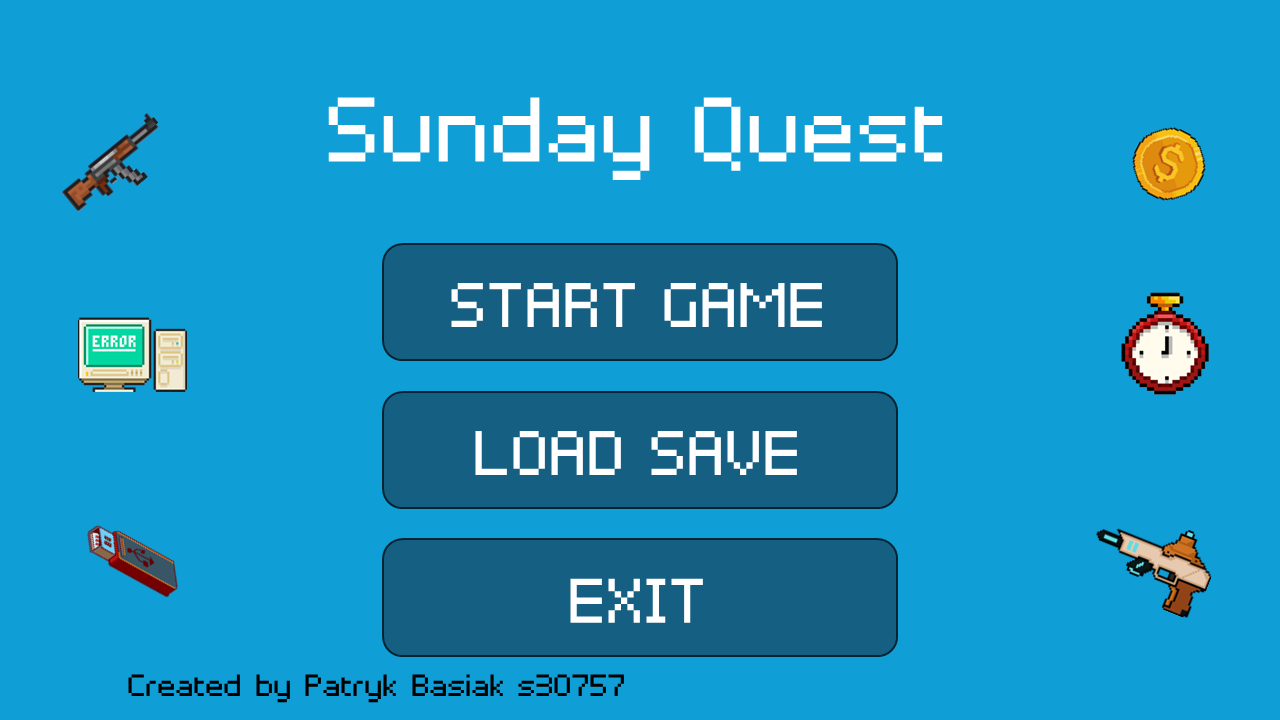 Sunday Quest
START GAME
ERROR
LOAD SAVE
EXIT
Created by Patryk Basiak s30757